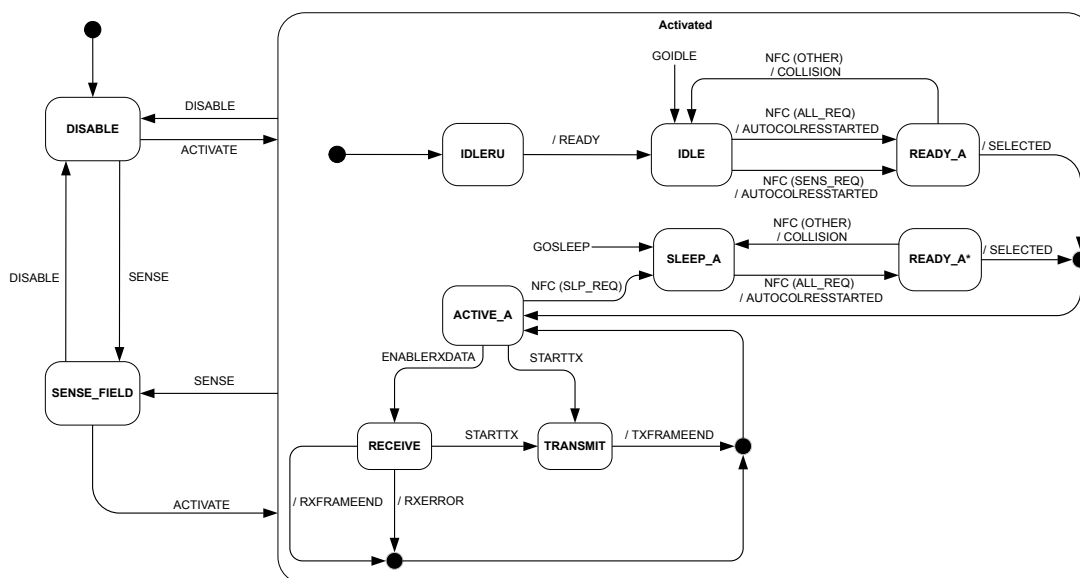 Activated
GOIDLE
NFC (OTHER)
/ COLLISION
DISABLE
DISABLE
ACTIVATE
IDLERU
/ READY
IDLE
NFC (ALL_REQ)
/ AUTOCOLRESSTARTED
READY_A
/ SELECTED
NFC (SENS_REQ)
/ AUTOCOLRESSTARTED
NFC (OTHER)
/ COLLISION
GOSLEEP
SLEEP_A
READY_A*
/ SELECTED
DISABLE
SENSE
NFC (SLP_REQ)
NFC (ALL_REQ)
/ AUTOCOLRESSTARTED
ACTIVE_A
ENABLERXDATA
STARTTX
SENSE_FIELD
SENSE
RECEIVE
STARTTX
TRANSMIT
/ TXFRAMEEND
ACTIVATE
/ RXFRAMEEND
/ RXERROR